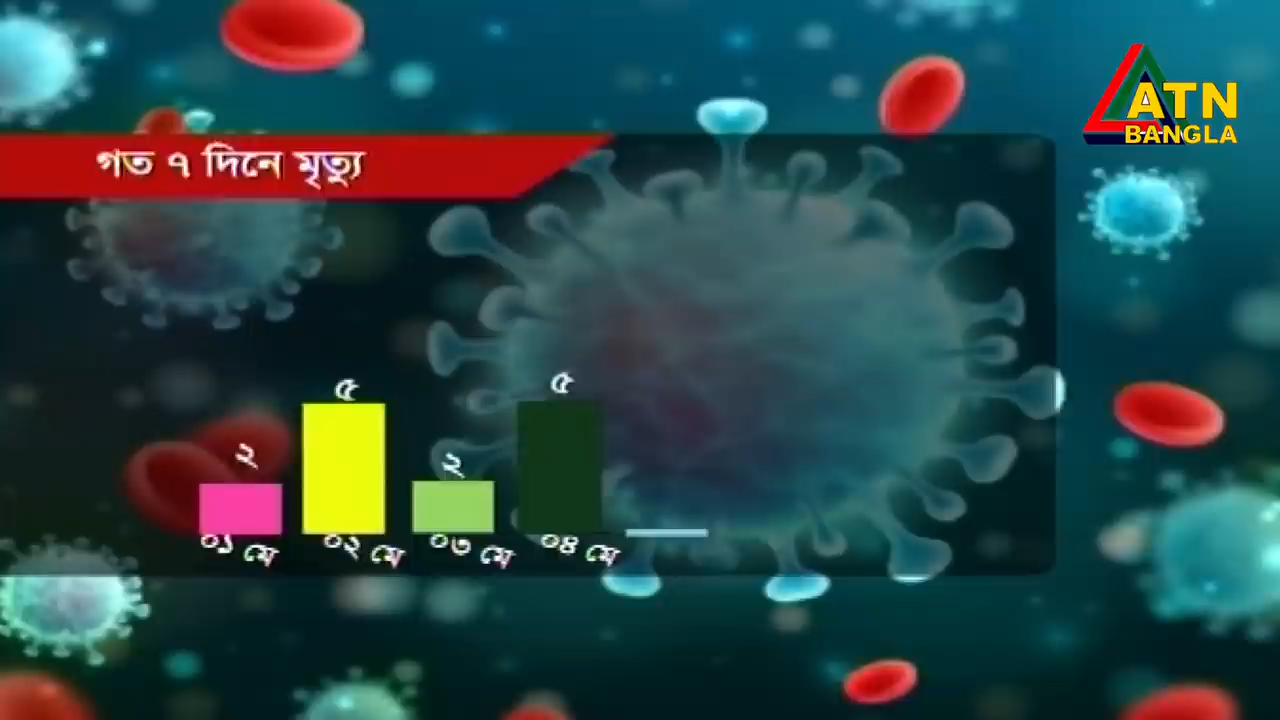 ATN
BANGLA
গত ৭ দিনে মৃত্যু
২
৫
২
৫
০১ মে
০২ মে
০৩ মে
০৪ মে